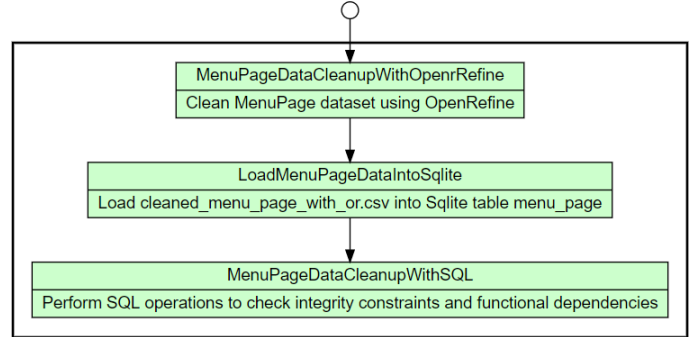 MenuPageDataCleanupWithOpenrRefine
Clean MenuPage dataset using OpenRefine
LoadMenuPageDataIntoSqlite
Load cleaned_menu_page_with_or.csv into Sqlite table menu_page
MenuPageDataCleanupWithSQL
Perform SQL operations to check integrity constraints and functional dependencies